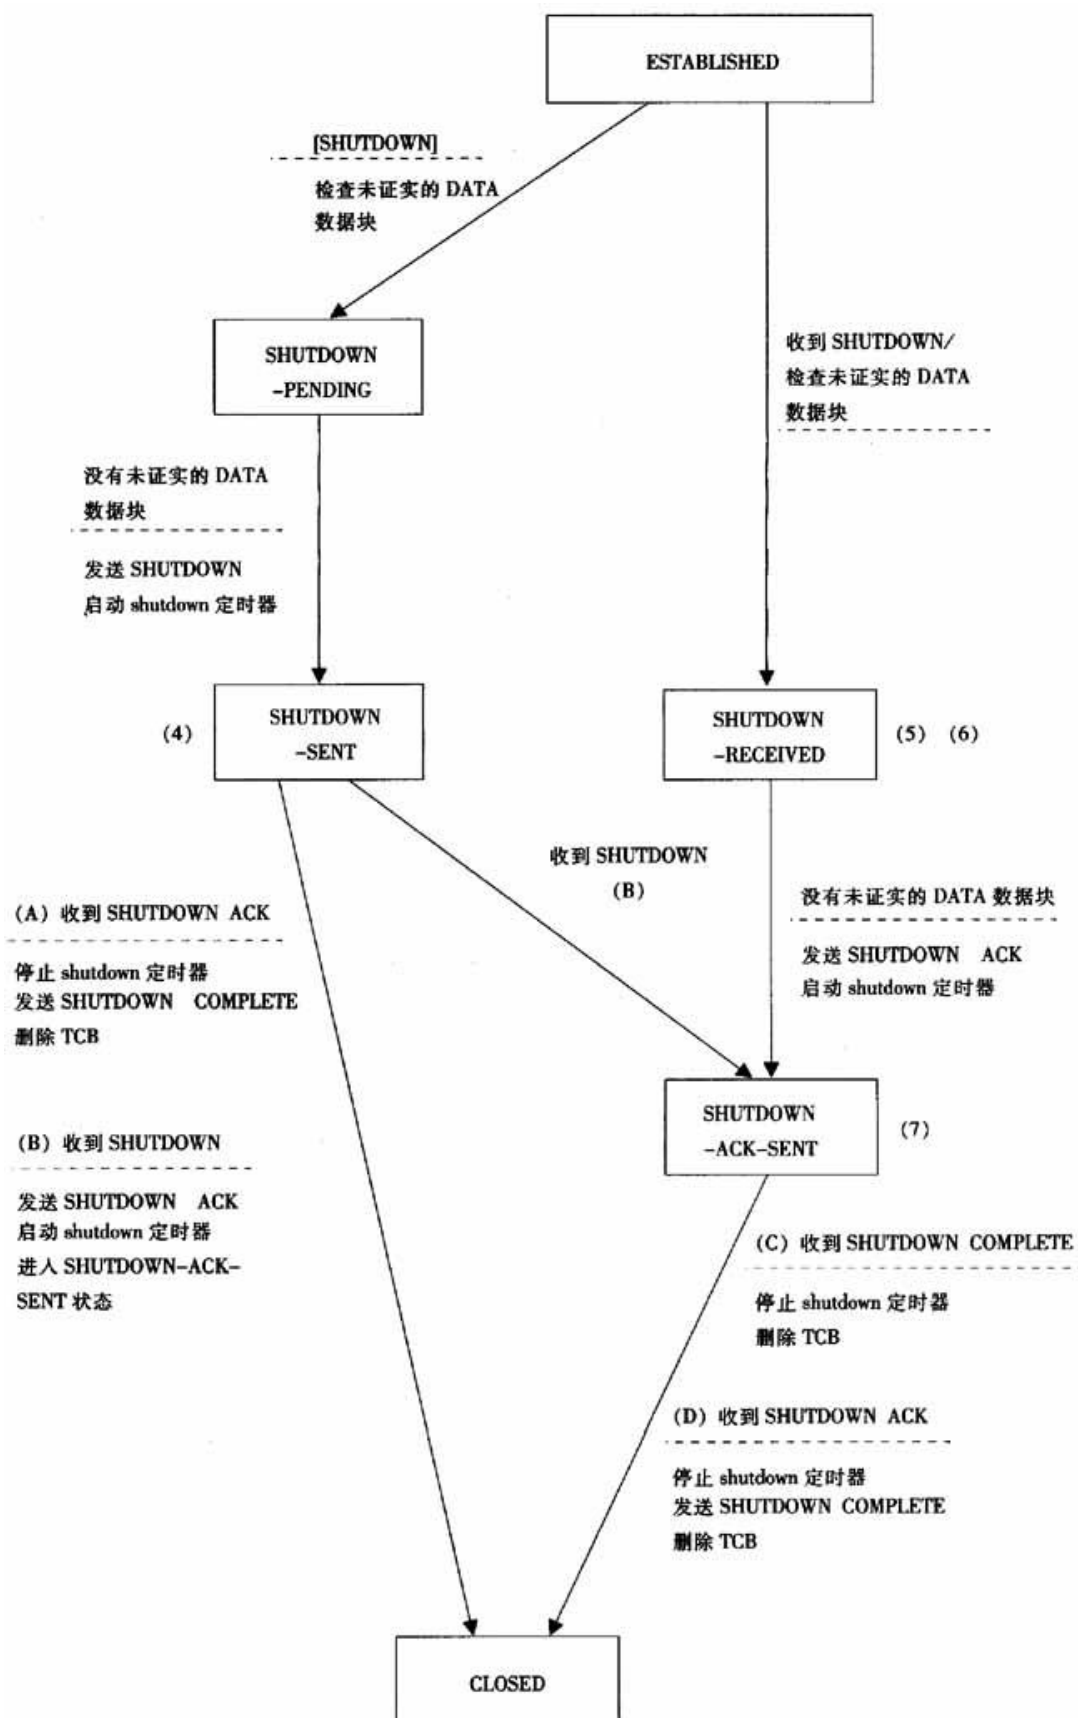 ESTABLISHED
[SHUTDOWN]
检查未证实的 DATA
数据块
SHUTDOWN
-PENDING
收到 SHUTDOWN/
检查未证实的 DATA
数据块
没有未证实的 DATA
数据块
发送 SHUTDOWN
启动 shutdown 定时器
(4)
SHUTDOWN
-SENT
SHUTDOWN
-RECEIVED
(5) (6)
收到 SHUTDOWN
(B)
(A) 收到 SHUTDOWN ACK
停止 shutdown 定时器
发送 SHUTDOWN COMPLETE
删除 TCB
没有未证实的 DATA 数据块
发送 SHUTDOWN ACK
启动 shutdown 定时器
SHUTDOWN
-ACK-SENT
(7)
(B) 收到 SHUTDOWN
发送 SHUTDOWN ACK
启动 shutdown 定时器
进入 SHUTDOWN-ACK-
SENT 状态
(C) 收到 SHUTDOWN COMPLETE
停止 shutdown 定时器
删除 TCB
(D) 收到 SHUTDOWN ACK
停止 shutdown 定时器
发送 SHUTDOWN COMPLETE
删除 TCB
CLOSED